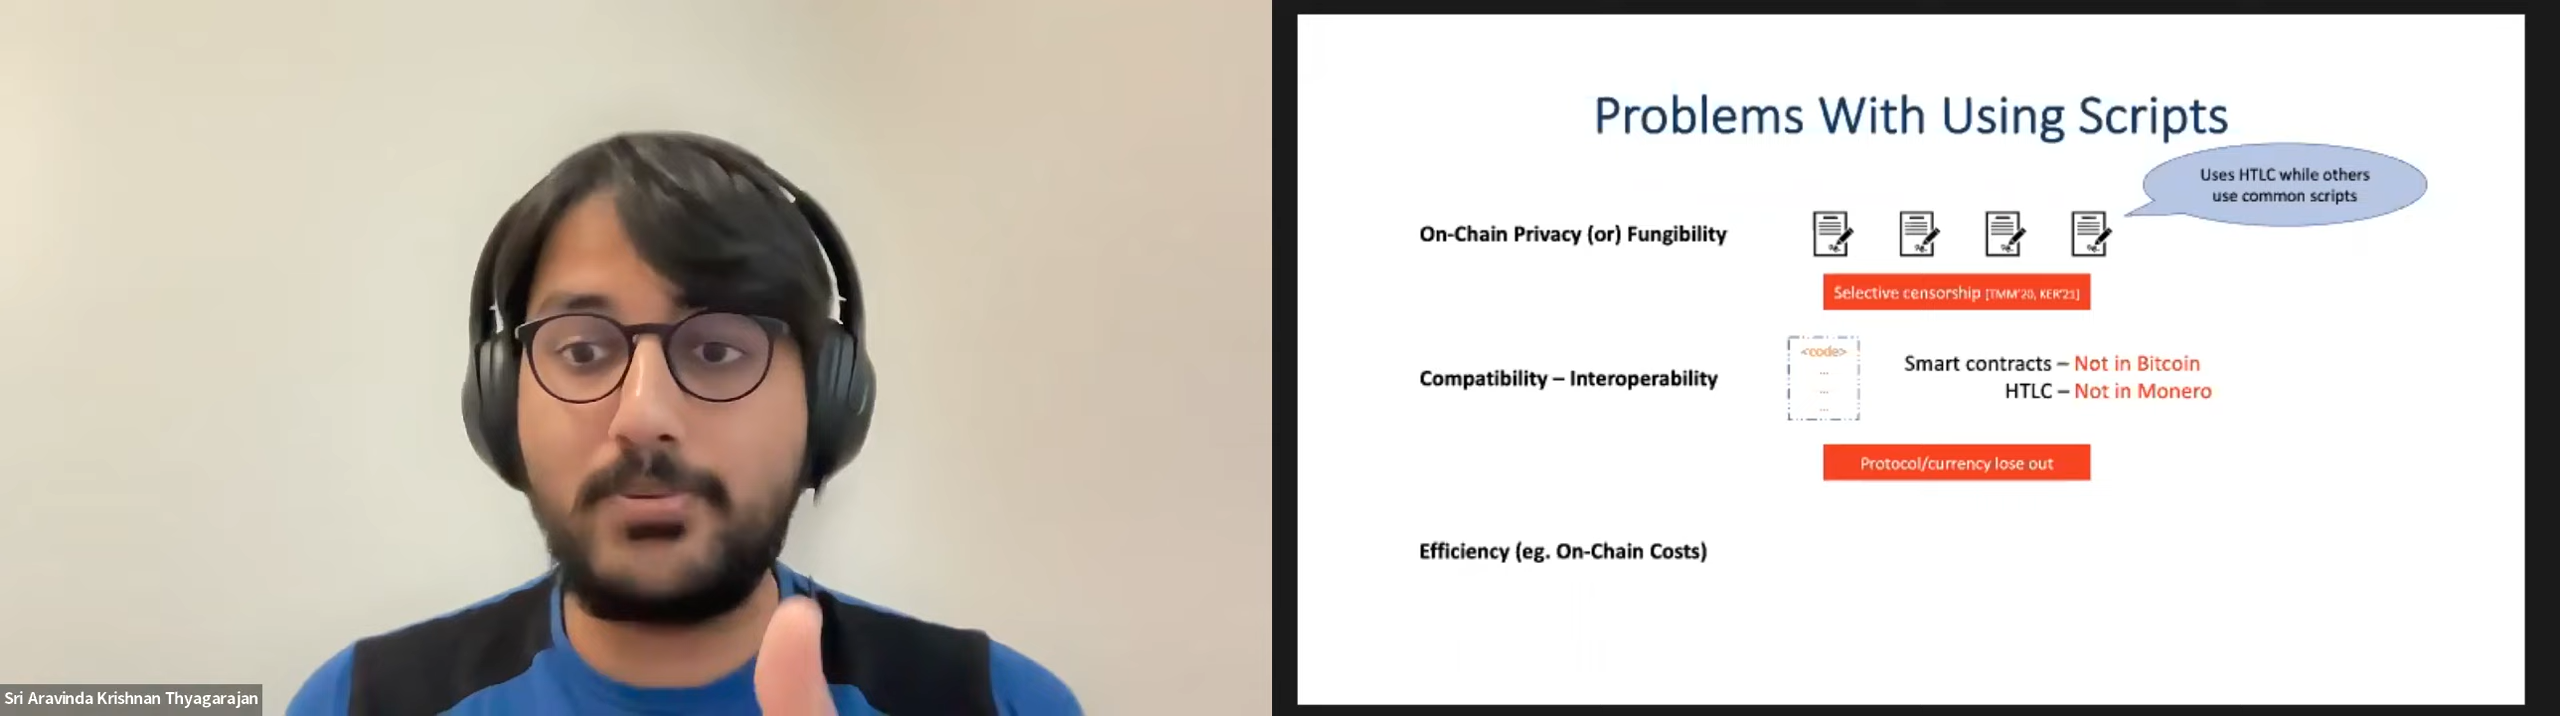 Sri Aravinda Krishnan Thyagarajan
Problems With Using Scripts
Uses HTLC while others
use common scripts
On-Chain Privacy (or) Fungibility
Selective censorship [TMM'20, KER'21]
<code>
...
...
...
Compatibility – Interoperability
Smart contracts – Not in Bitcoin
HTLC – Not in Monero
Protocol/currency lose out
Efficiency (eg. On-Chain Costs)